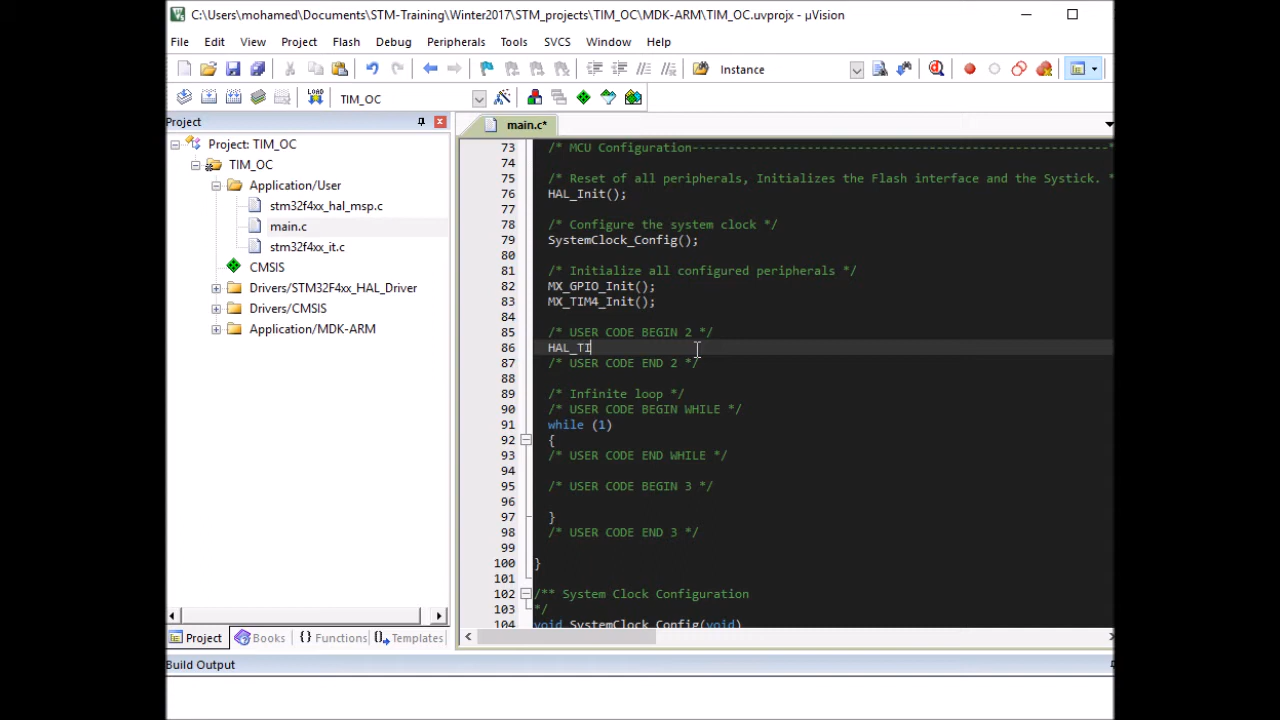 C:\Users\mohamed\Documents\STM-Training\Winter2017\STM_projects\TIM_OC\MDK-ARM\TIM_OC.uvprojx - µVision
File Edit View Project Flash Debug Peripherals Tools SVCS Window Help
Instance
LOAD TIM_OC
Project
main.c*
Project: TIM_OC
TIM_OC
Application/User
stm32f4xx_hal_msp.c
main.c
stm32f4xx_it.c
CMSIS
Drivers/STM32F4xx_HAL_Driver
Drivers/CMSIS
Application/MDK-ARM
73 /* MCU Configuration----------------------------------------------------------*
74
75 /* Reset of all peripherals, Initializes the Flash interface and the Systick. *
76 HAL_Init();
77
78 /* Configure the system clock */
79 SystemClock_Config();
80
81 /* Initialize all configured peripherals */
82 MX_GPIO_Init();
83 MX_TIM4_Init();
84
85 /* USER CODE BEGIN 2 */
86 HAL_TI
87 /* USER CODE END 2 */
88
89 /* Infinite loop */
90 /* USER CODE BEGIN WHILE */
91 while (1)
92 {
93 /* USER CODE END WHILE */
94
95 /* USER CODE BEGIN 3 */
96
97 }
98 /* USER CODE END 3 */
99
100 }
101
102 /** System Clock Configuration
103 */
104 void SystemClock_Config(void)
Project Books {} Functions Templates
Build Output